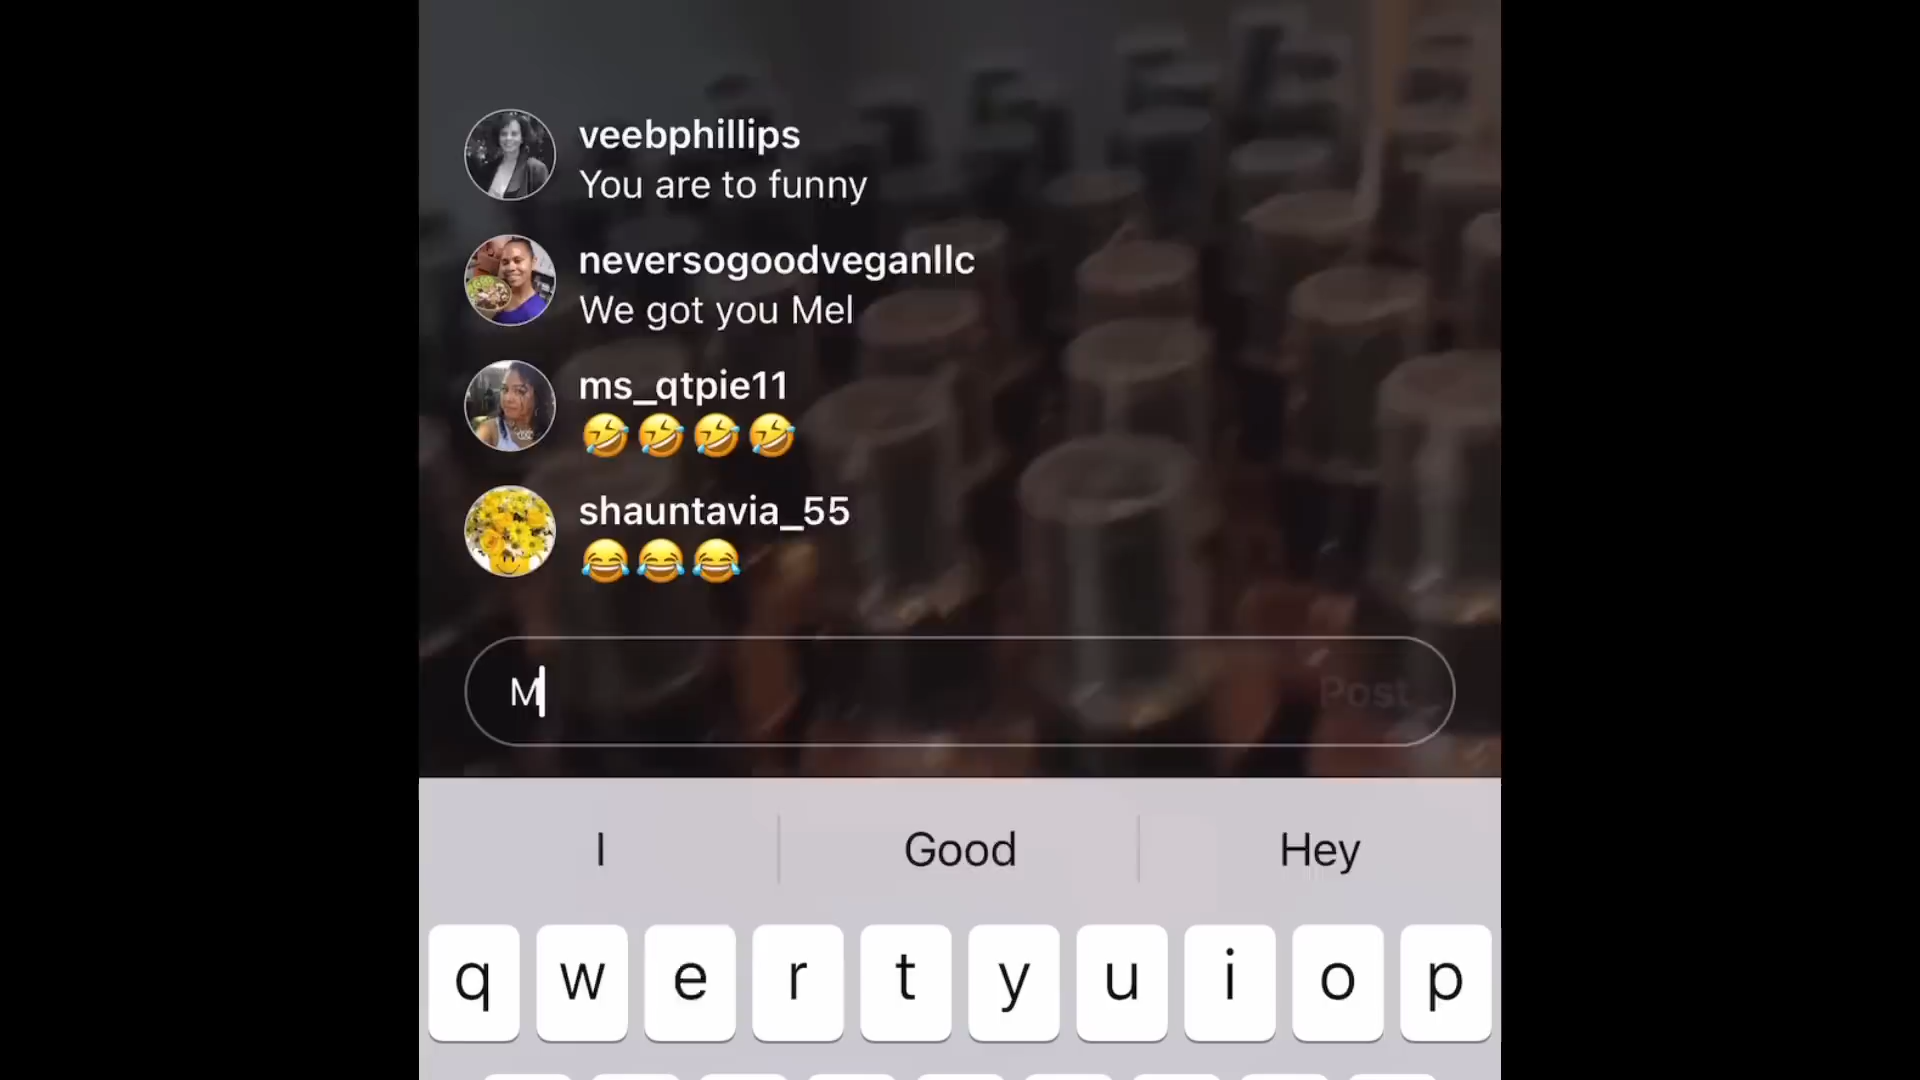 veebphillips
You are to funny
neversogoodveganllc
We got you Mel
ms_qtpie11
🤣🤣🤣🤣
shauntavia_55
😂😂😂
M
Post
I
Good
Hey
q w e r t y u i o p